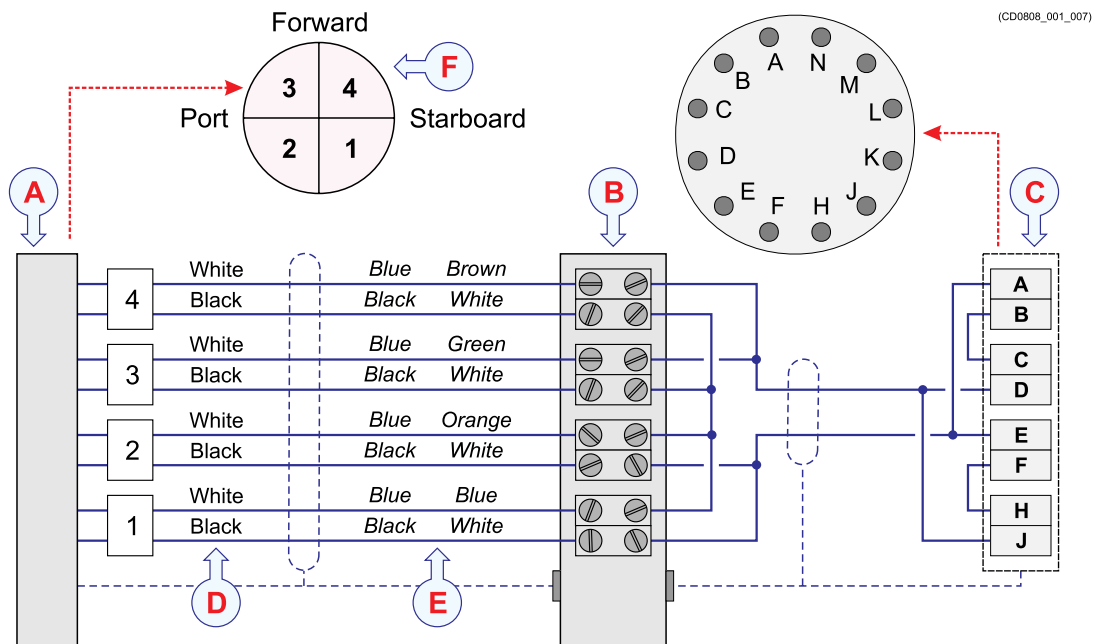 Forward
(CD0808_001_007)
3 4
2 1
Port
Starboard
F
A
B
C
A
N
B
M
C
L
D
K
E
J
F
H
4
White Blue Brown
Black Black White
3
White Blue Green
Black Black White
2
White Blue Orange
Black Black White
1
White Blue Blue
Black Black White
A
B
C
D
E
F
H
J
D
E